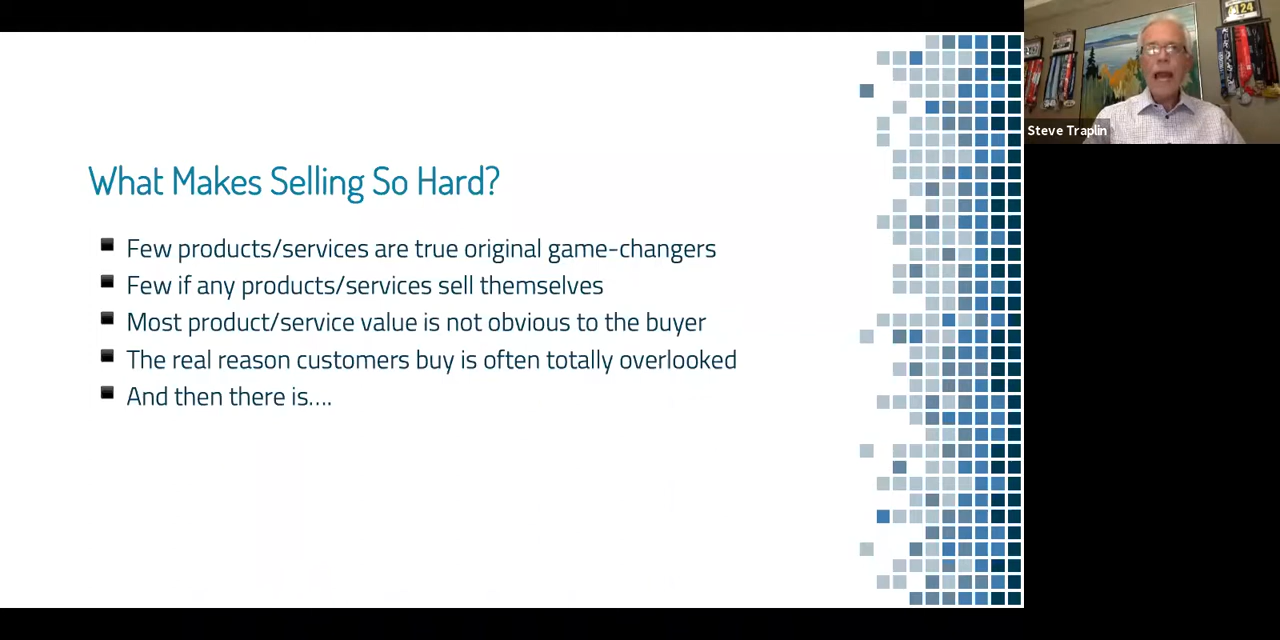 What Makes Selling So Hard?
Few products/services are true original game-changers
Few if any products/services sell themselves
Most product/service value is not obvious to the buyer
The real reason customers buy is often totally overlooked
And then there is....
124
Steve Traplin